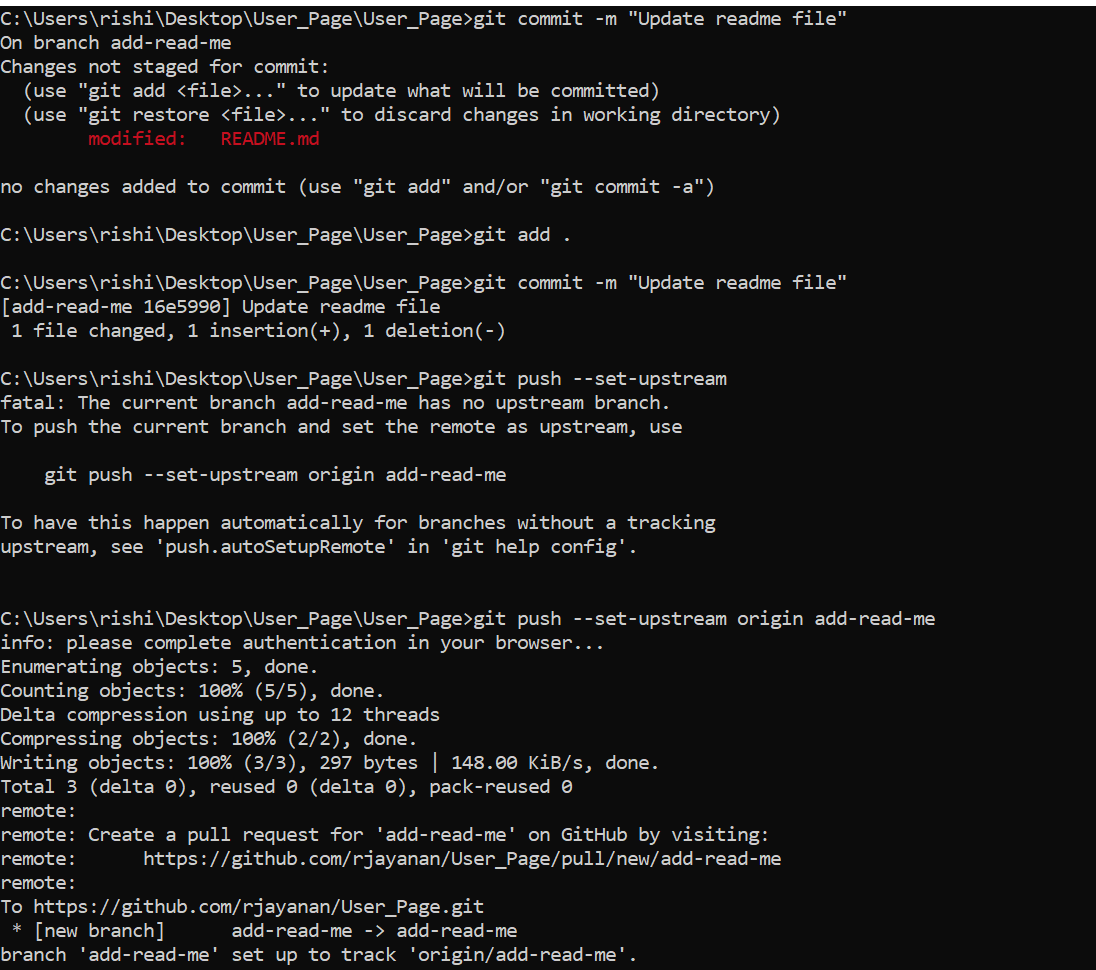 C:\Users\rishi\Desktop\User_Page\User_Page>git commit -m "Update readme file"
On branch add-read-me
Changes not staged for commit:
  (use "git add <file>..." to update what will be committed)
  (use "git restore <file>..." to discard changes in working directory)
        modified:   README.md

no changes added to commit (use "git add" and/or "git commit -a")

C:\Users\rishi\Desktop\User_Page\User_Page>git add .

C:\Users\rishi\Desktop\User_Page\User_Page>git commit -m "Update readme file"
[add-read-me 16e5990] Update readme file
 1 file changed, 1 insertion(+), 1 deletion(-)

C:\Users\rishi\Desktop\User_Page\User_Page>git push --set-upstream
fatal: The current branch add-read-me has no upstream branch.
To push the current branch and set the remote as upstream, use

    git push --set-upstream origin add-read-me

To have this happen automatically for branches without a tracking
upstream, see 'push.autoSetupRemote' in 'git help config'.

C:\Users\rishi\Desktop\User_Page\User_Page>git push --set-upstream origin add-read-me
info: please complete authentication in your browser...
Enumerating objects: 5, done.
Counting objects: 100% (5/5), done.
Delta compression using up to 12 threads
Compressing objects: 100% (2/2), done.
Writing objects: 100% (3/3), 297 bytes | 148.00 KiB/s, done.
Total 3 (delta 0), reused 0 (delta 0), pack-reused 0
remote:
remote: Create a pull request for 'add-read-me' on GitHub by visiting:
remote:      https://github.com/rjayanan/User_Page/pull/new/add-read-me
remote:
To https://github.com/rjayanan/User_Page.git
 * [new branch]      add-read-me -> add-read-me
branch 'add-read-me' set up to track 'origin/add-read-me'.